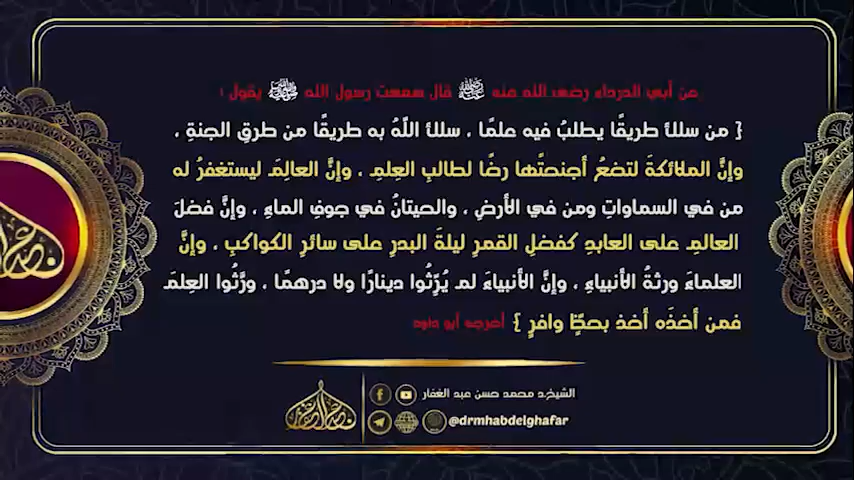 عن أبي الدرداء رضي الله عنه ﷺ قال سمعت رسول الله ﷺ يقول :
{ من سلك طريقًا يطلبُ فيه علمًا ، سلك اللّهُ به طريقًا من طرقِ الجنةِ ،
وإنَّ الملائكةَ لتضعُ أجنحتَها رضًا لطالبِ العِلمِ ، وإنَّ العالِمَ ليستغفرُ له
من في السماواتِ ومن في الأرضِ ، والحيتانُ في جوفِ الماءِ ، وإنَّ فضلَ
العالمِ على العابدِ كفضلِ القمرِ ليلةَ البدرِ على سائرِ الكواكبِ ، وإنَّ
العلماءَ ورثةُ الأنبياءِ ، وإنَّ الأنبياءَ لم يُرِّثُوا دينارًا ولا درهمًا ، ورَّثُوا العِلمَ
فمن أخذَه أخذ بحظٍّ وافرٍ } أخرجه أبو داود
الشيخ.د محمد حسن عبد الغفار
@drmhabdelghafar